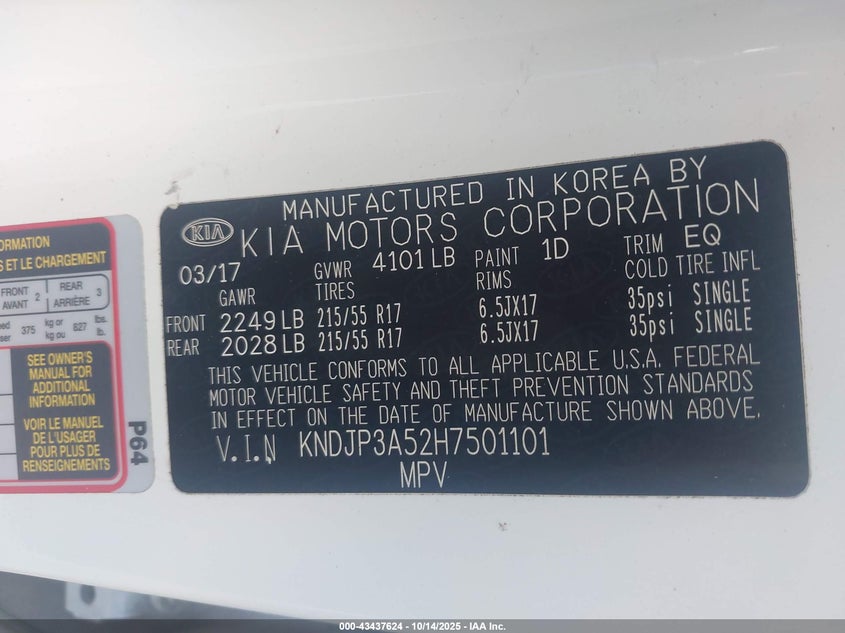 MANUFACTURED IN KOREA BY
KIA KIA MOTORS CORPORATION
03/17 GVWR 4101 LB PAINT 1D TRIM EQ
GAWR TIRES RIMS COLD TIRE INFL
FRONT 2249 LB 215/55 R17 6.5JX17 35psi SINGLE
REAR 2028 LB 215/55 R17 6.5JX17 35psi SINGLE
THIS VEHICLE CONFORMS TO ALL APPLICABLE U.S.A. FEDERAL
MOTOR VEHICLE SAFETY AND THEFT PREVENTION STANDARDS
IN EFFECT ON THE DATE OF MANUFACTURE SHOWN ABOVE.
V.I.N KNDJP3A52H7501101
MPV
ET LE CHARGEMENT
FRONT 2 REAR 3
AVANT ARRIÈRE
375 kg or 827 lb.
kg ou lb.
SEE OWNER'S
MANUAL FOR
ADDITIONAL
INFORMATION
VOIR LE MANUEL
DE L'USAGER
POUR PLUS DE
RENSEIGNEMENTS
P64
000-43437624 - 10/14/2025 - IAA Inc.